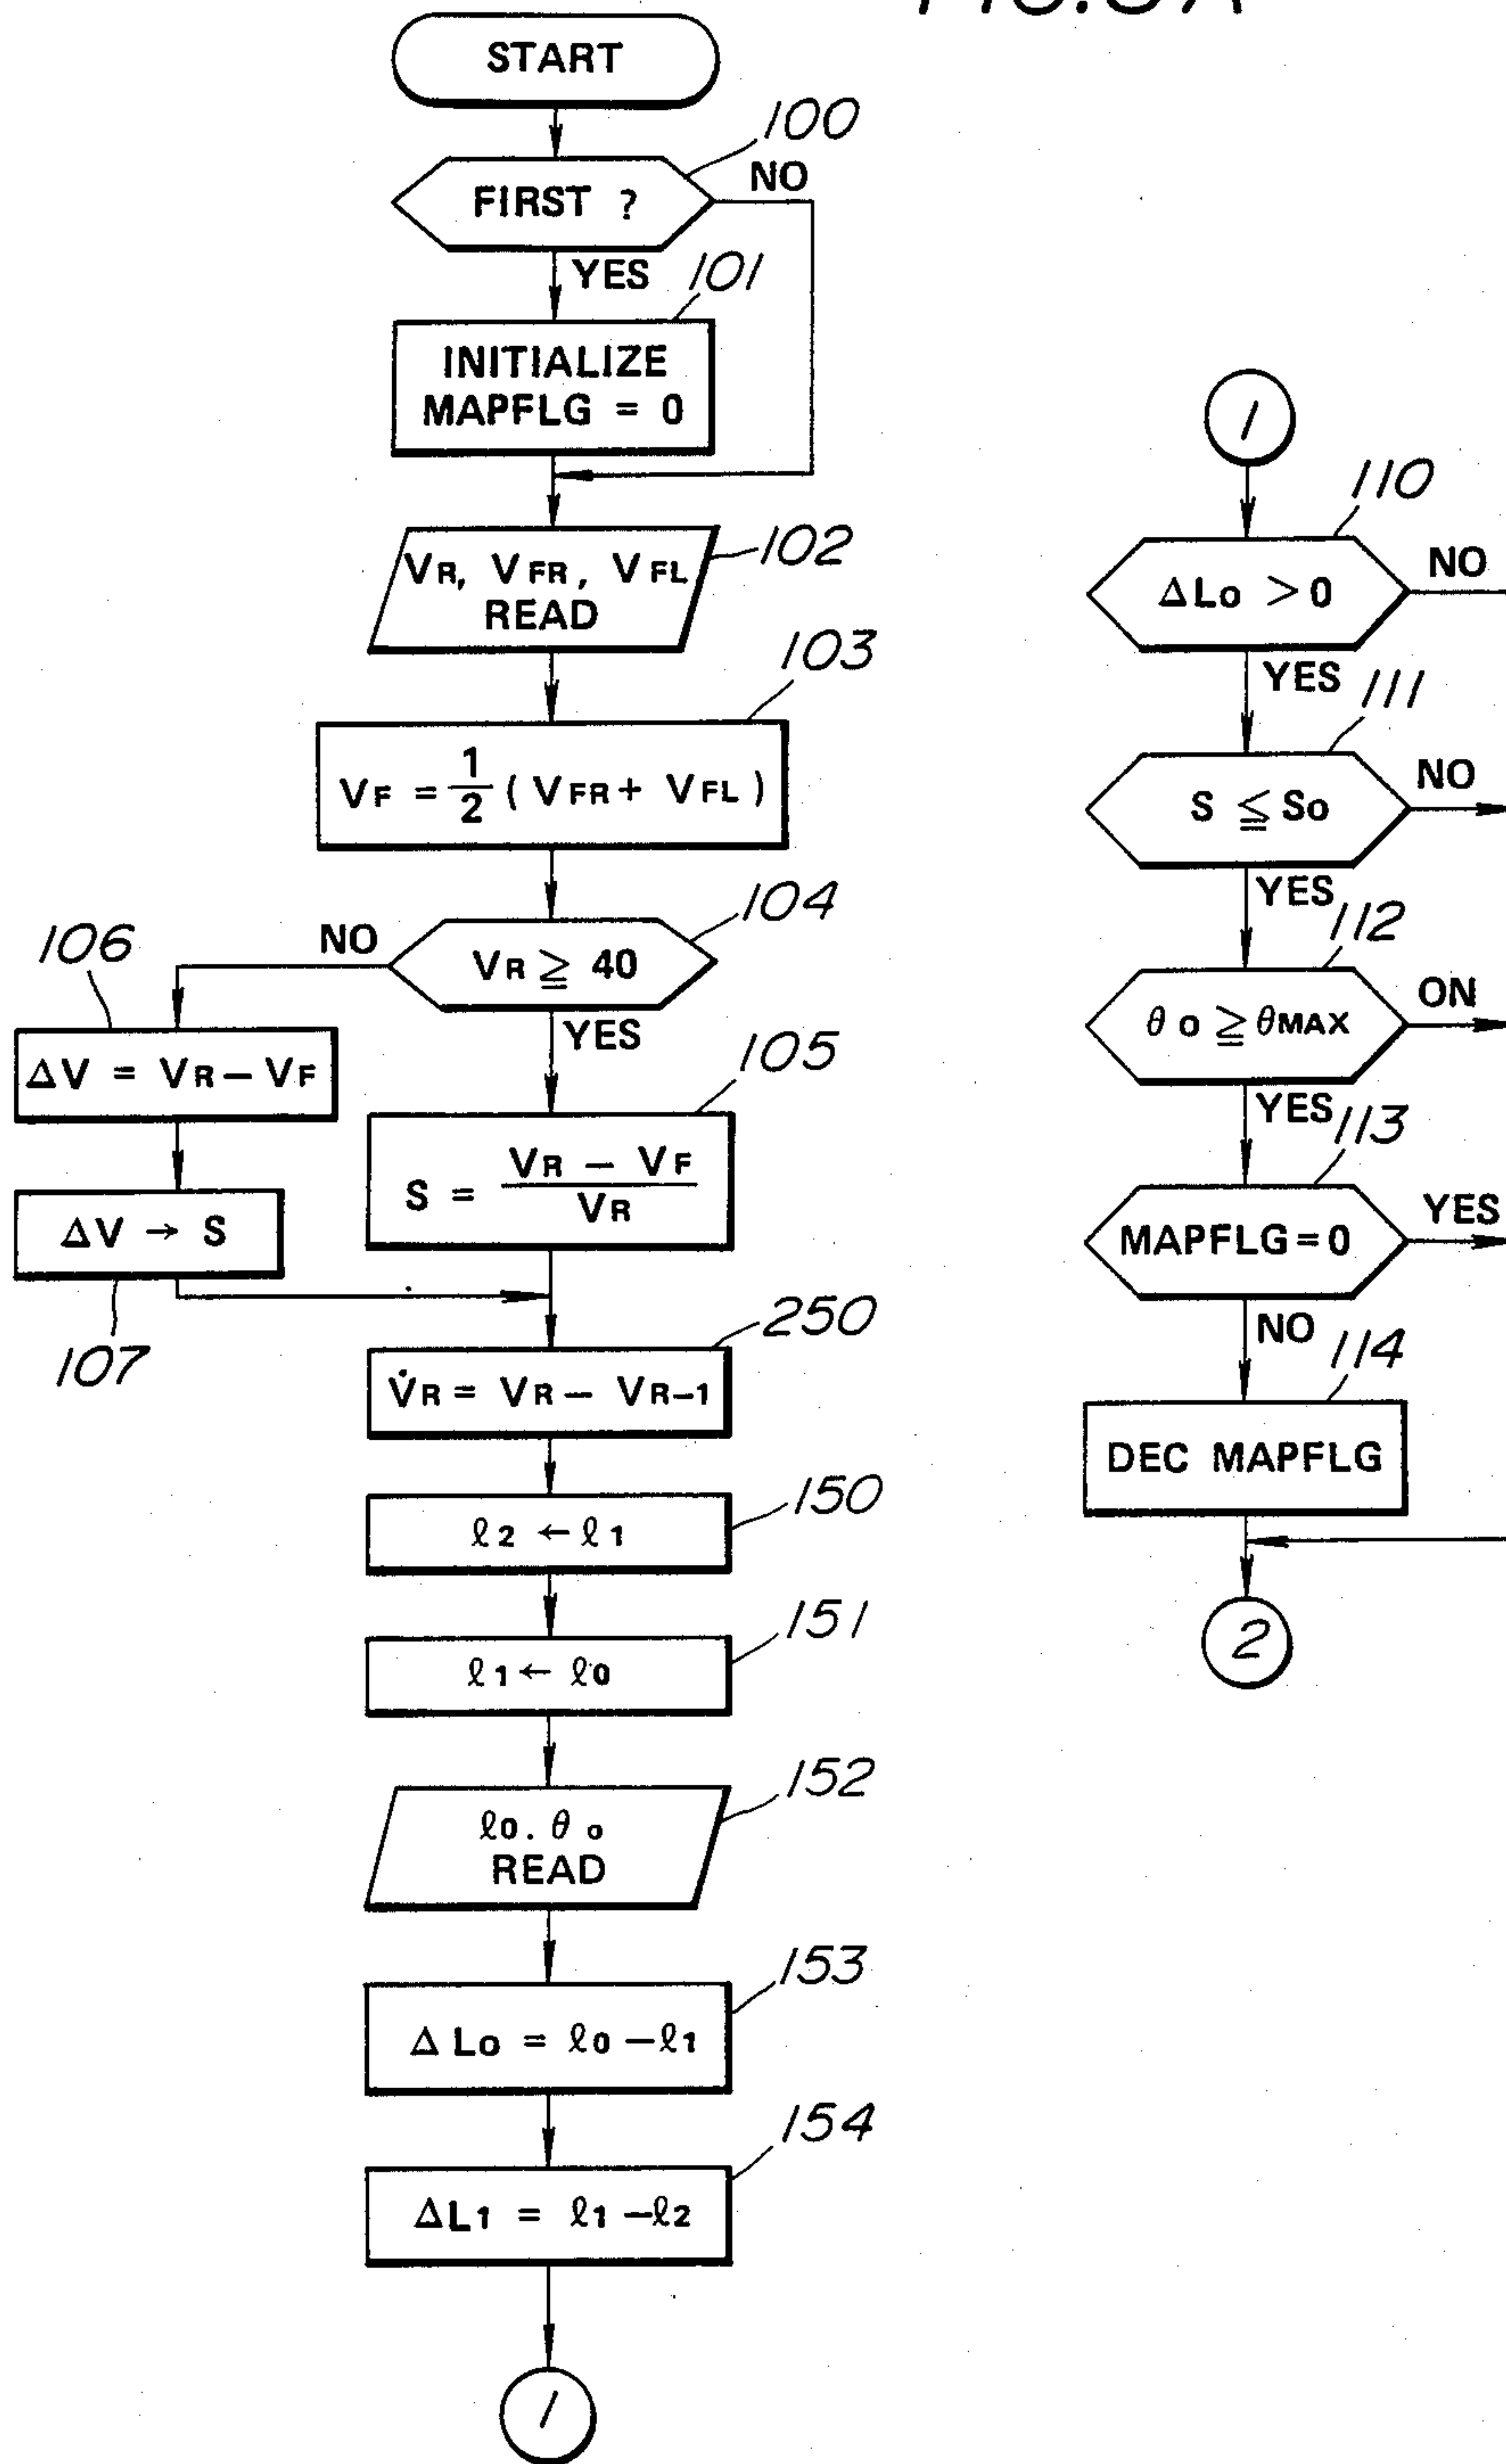 START
100
FIRST ?
NO
YES
101
INITIALIZE
MAPFLG = 0
VR, VFR, VFL
READ
102
103
VF = 1/2 ( VFR + VFL )
104
VR ≧ 40
NO
YES
106
ΔV = VR − VF
ΔV → S
107
105
S = VR − VF / VR
250
V̇R = VR − VR−1
150
ℓ2 ← ℓ1
151
ℓ1 ← ℓ0
152
ℓ0. θo
READ
153
ΔLo = ℓ0 − ℓ1
154
ΔL1 = ℓ1 − ℓ2
1
1
110
ΔLo > 0
NO
YES
111
S ≦ So
NO
YES
112
θo ≧ θMAX
ON
YES
113
MAPFLG = 0
YES
NO
114
DEC MAPFLG
2